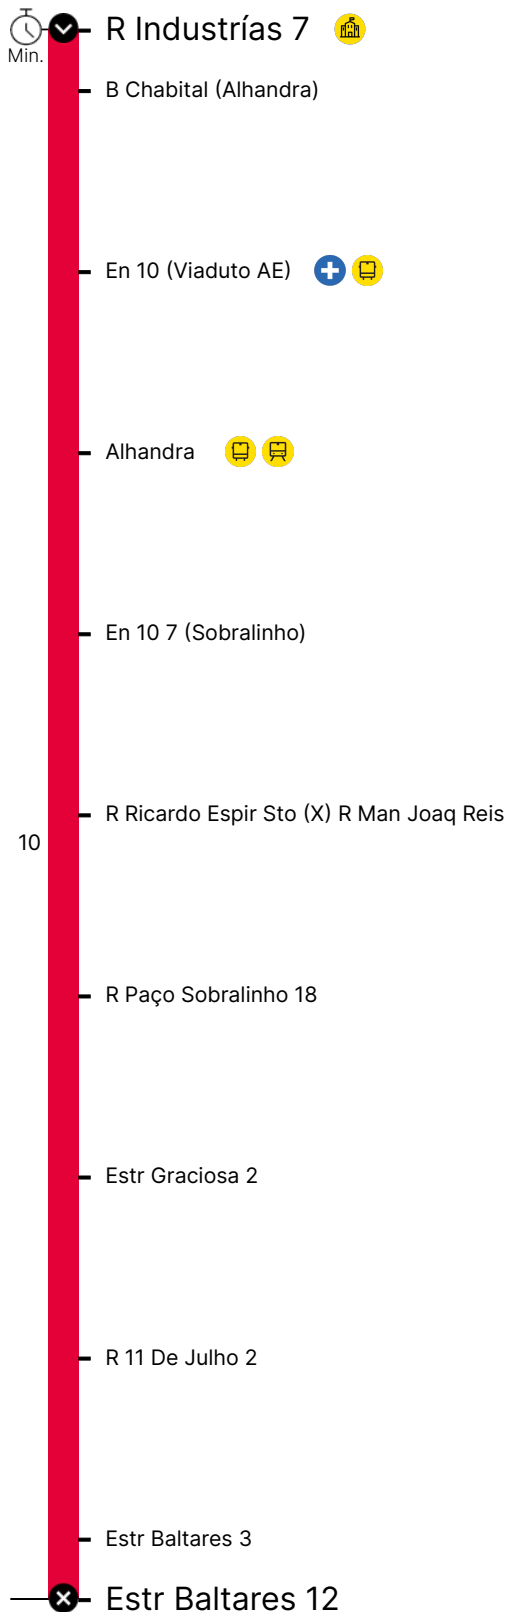 R Industrías 7
Min.
B Chabital (Alhandra)
En 10 (Viaduto AE)
Alhandra
En 10 7 (Sobralinho)
R Ricardo Espir Sto (X) R Man Joaq Reis
10
R Paço Sobralinho 18
Estr Graciosa 2
R 11 De Julho 2
Estr Baltares 3
Estr Baltares 12